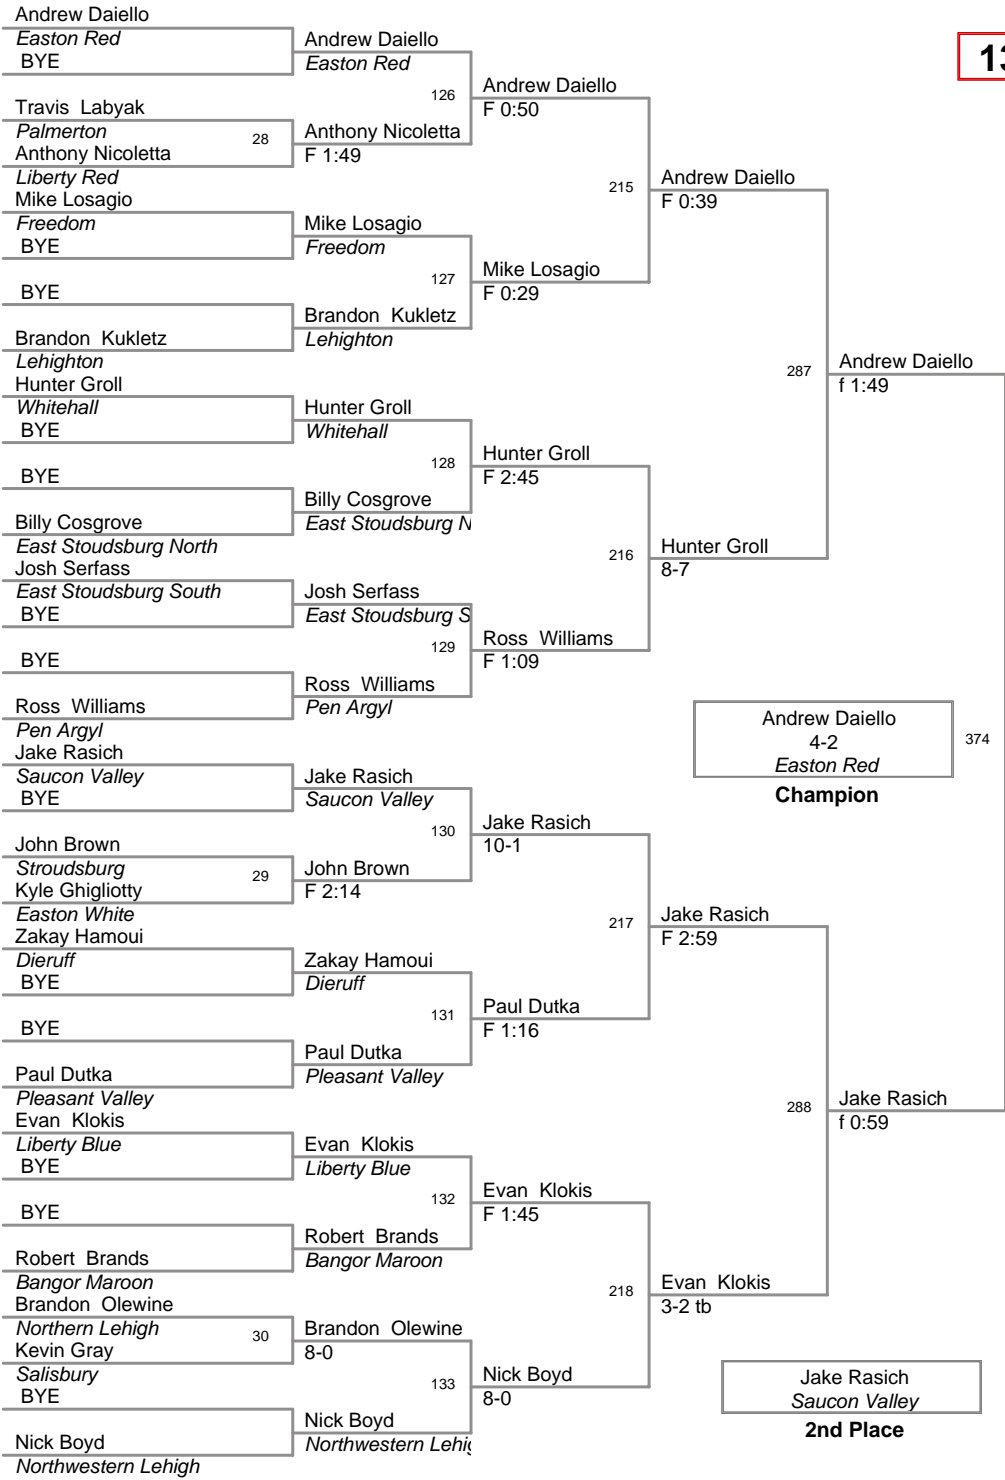 Andrew Daiello
Easton Red
BYE
Travis Labyak
Palmerton
Anthony Nicoletta
Liberty Red
Mike Losagio
Freedom
BYE
BYE
Brandon Kukletz
Lehighton
Hunter Groll
Whitehall
BYE
BYE
Billy Cosgrove
East Stoudsburg North
Josh Serfass
East Stoudsburg South
BYE
BYE
Ross Williams
Pen Argyl
Jake Rasich
Saucon Valley
BYE
John Brown
Stroudsburg
Kyle Ghigliotty
Easton White
Zakay Hamoui
Dieruff
BYE
BYE
Paul Dutka
Pleasant Valley
Evan Klokis
Liberty Blue
BYE
BYE
Robert Brands
Bangor Maroon
Brandon Olewine
Northern Lehigh
Kevin Gray
Salisbury
BYE
Nick Boyd
Northwestern Lehigh
28
29
30
Andrew Daiello
Easton Red
Anthony Nicoletta
F 1:49
Mike Losagio
Freedom
Brandon Kukletz
Lehighton
Hunter Groll
Whitehall
Billy Cosgrove
East Stoudsburg N
Josh Serfass
East Stoudsburg S
Ross Williams
Pen Argyl
Jake Rasich
Saucon Valley
John Brown
F 2:14
Zakay Hamoui
Dieruff
Paul Dutka
Pleasant Valley
Evan Klokis
Liberty Blue
Robert Brands
Bangor Maroon
Brandon Olewine
8-0
Nick Boyd
Northwestern Lehig
126
127
128
129
130
131
132
133
Andrew Daiello
F 0:50
Mike Losagio
F 0:29
Hunter Groll
F 2:45
Ross Williams
F 1:09
Jake Rasich
10-1
Paul Dutka
F 1:16
Evan Klokis
F 1:45
Nick Boyd
8-0
215
216
217
218
Andrew Daiello
F 0:39
Hunter Groll
8-7
Jake Rasich
F 2:59
Evan Klokis
3-2 tb
287
288
Andrew Daiello
f 1:49
Jake Rasich
f 0:59
13
Andrew Daiello
4-2
Easton Red
374
Champion
Jake Rasich
Saucon Valley
2nd Place